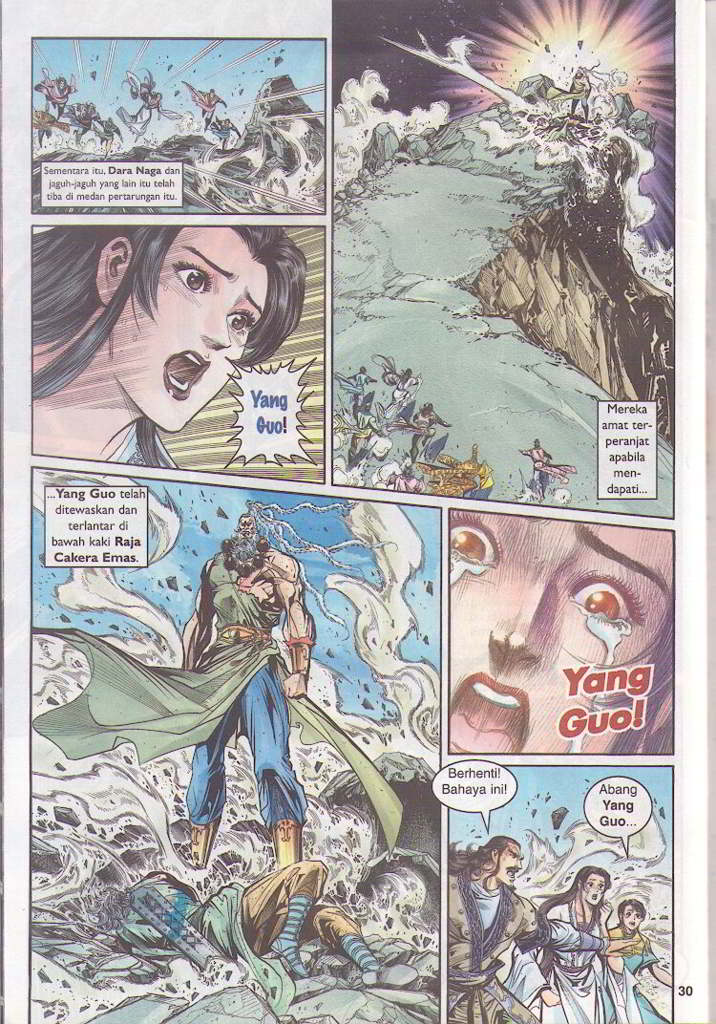 Sementara itu, Dara Naga dan
jaguh-jaguh yang lain itu telah
tiba di medan pertarungan itu.
Mereka
amat ter-
peranjat
apabila
men-
dapati...
Yang
Guo!
...Yang Guo telah
ditewaskan dan
terlantar di
bawah kaki Raja
Cakera Emas.
Yang
Guo!
Berhenti!
Bahaya ini!
Abang
Yang
Guo...
30